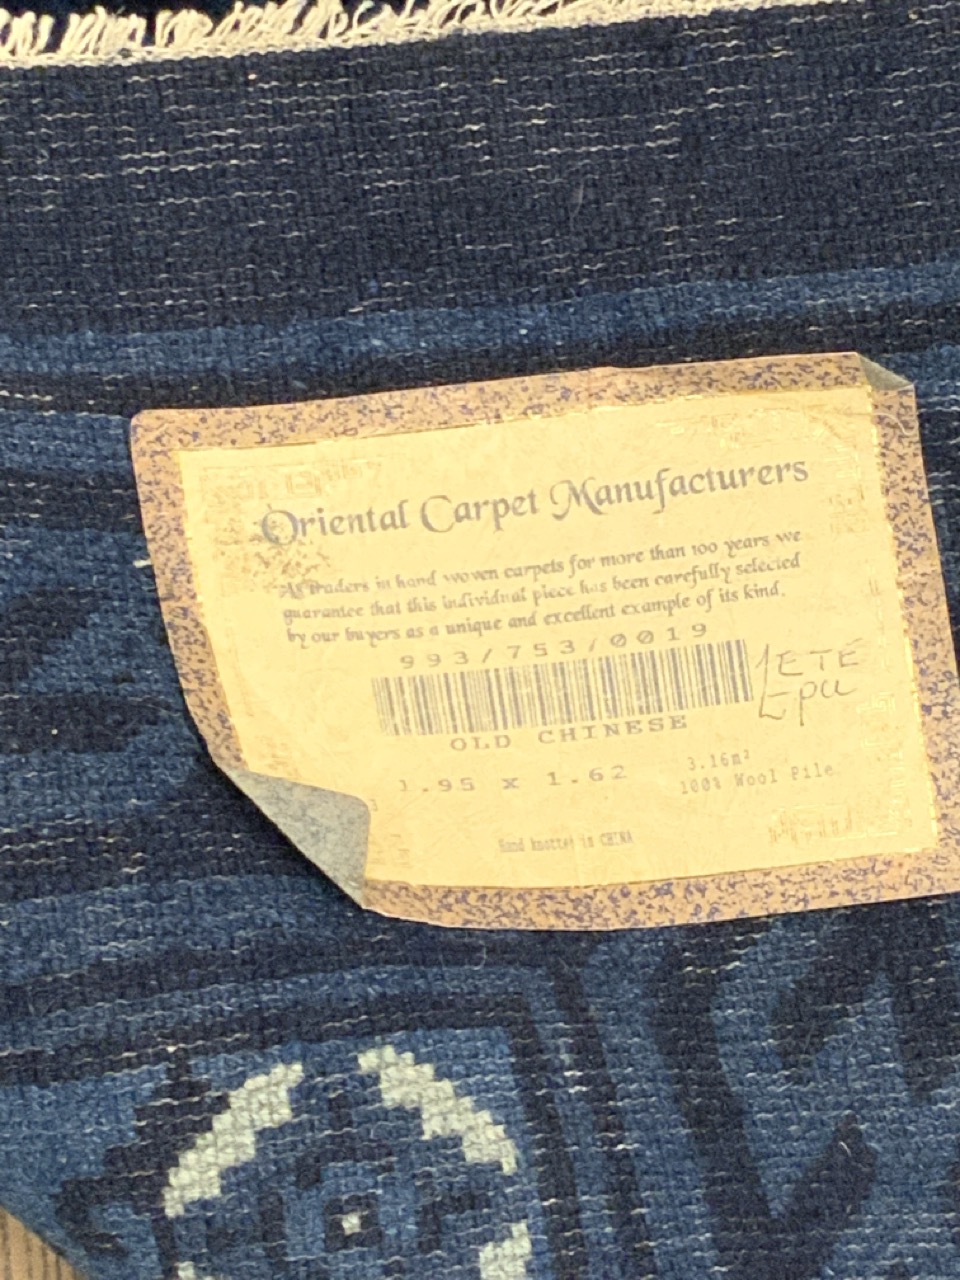 Oriental Carpet Manufacturers
As traders in hand woven carpets for more than 100 years we
guarantee that this individual piece has been carefully selected
by our buyers as a unique and excellent example of its kind.
993/753/0019
OLD CHINESE
1.95 x 1.62
3.16m²
100% Wool Pile
Hand knotted in CHINA